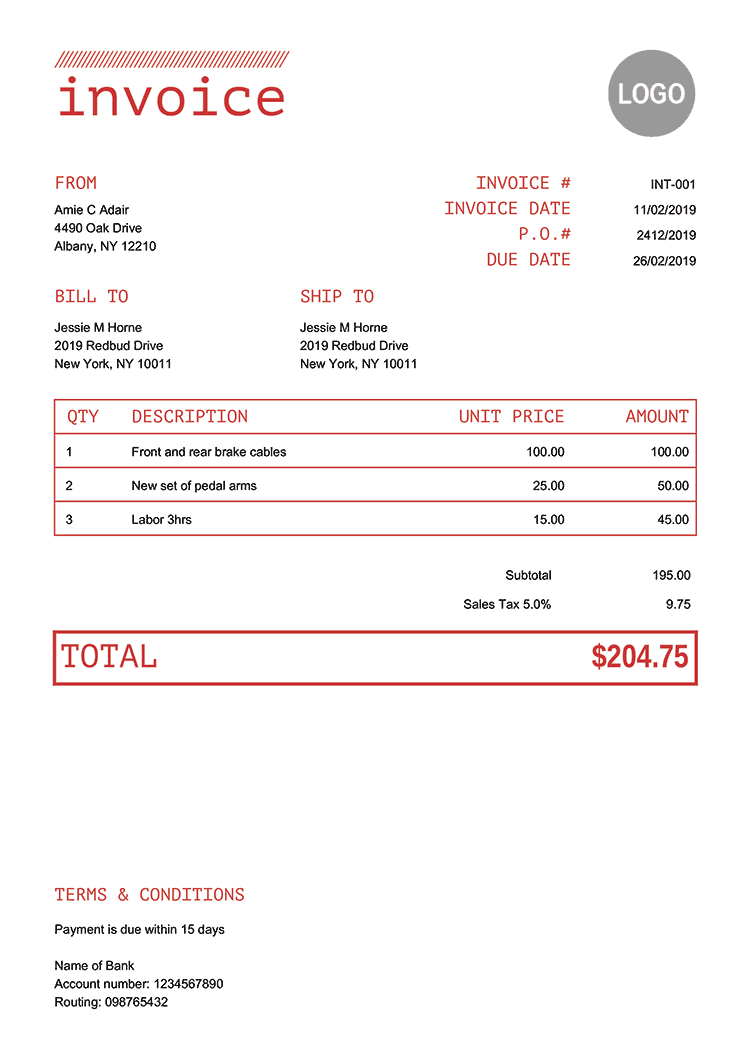 invoice
LOGO
FROM
Amie C Adair
4490 Oak Drive
Albany, NY 12210
INVOICE # INT-001
INVOICE DATE 11/02/2019
P.O.# 2412/2019
DUE DATE 26/02/2019
BILL TO
Jessie M Horne
2019 Redbud Drive
New York, NY 10011
SHIP TO
Jessie M Horne
2019 Redbud Drive
New York, NY 10011
QTY DESCRIPTION UNIT PRICE AMOUNT
1 Front and rear brake cables 100.00 100.00
2 New set of pedal arms 25.00 50.00
3 Labor 3hrs 15.00 45.00
Subtotal 195.00
Sales Tax 5.0% 9.75
TOTAL $204.75
TERMS & CONDITIONS
Payment is due within 15 days
Name of Bank
Account number: 1234567890
Routing: 098765432